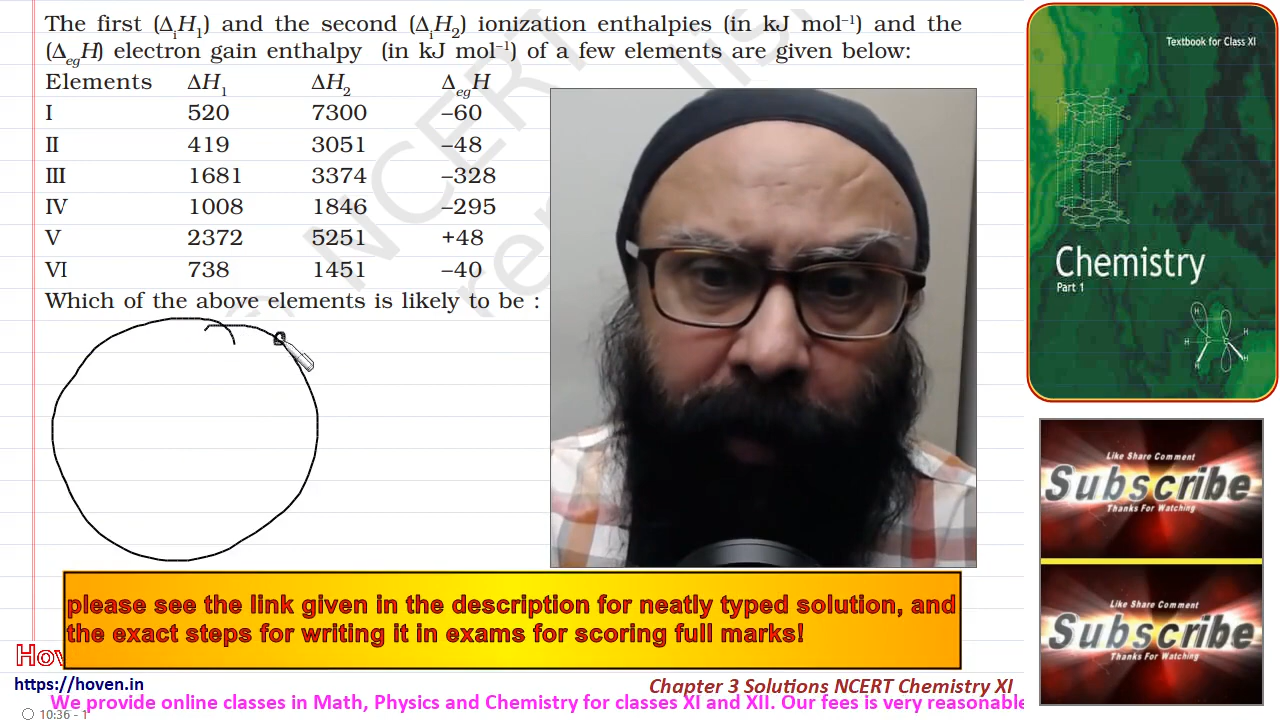 The first (ΔᵢH₁) and the second (ΔᵢH₂) ionization enthalpies (in kJ mol⁻¹) and the
(Δ_egH) electron gain enthalpy (in kJ mol⁻¹) of a few elements are given below:
Elements ΔH₁ ΔH₂ Δ_egH
I 520 7300 –60
II 419 3051 –48
III 1681 3374 –328
IV 1008 1846 –295
V 2372 5251 +48
VI 738 1451 –40
Which of the above elements is likely to be :
please see the link given in the description for neatly typed solution, and
the exact steps for writing it in exams for scoring full marks!
https://hoven.in
Chapter 3 Solutions NCERT Chemistry XI
We provide online classes in Math, Physics and Chemistry for classes XI and XII. Our fees is very reasonable
10:36 - 1
Textbook for Class XI
Chemistry
Part 1
Like Share Comment
Subscribe
Thanks For Watching
Like Share Comment
Subscribe
Thanks For Watching
NCERT